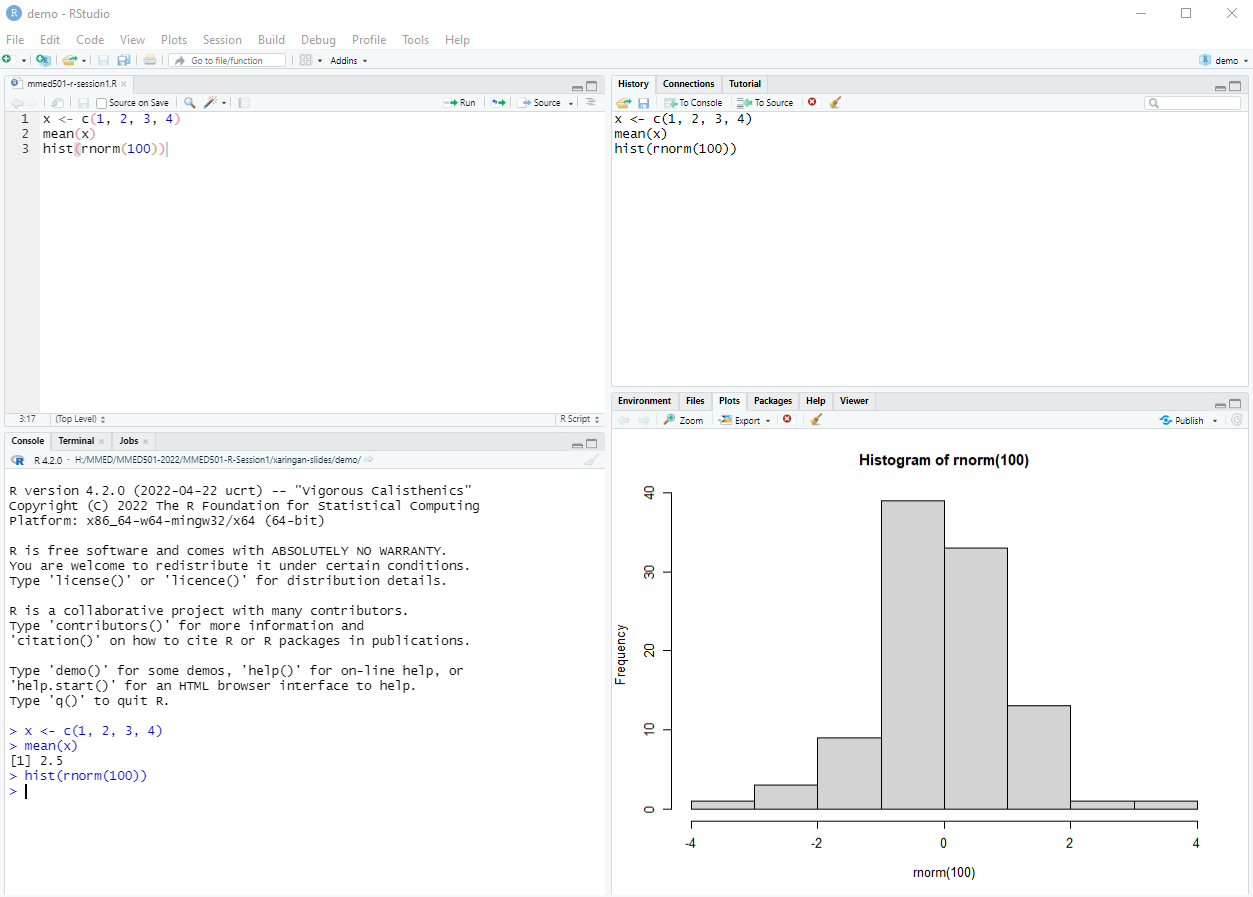 demo - RStudio
File Edit Code View Plots Session Build Debug Profile Tools Help
Go to file/function Addins demo
mmed501-r-session1.R
Source on Save Run Source
1 x <- c(1, 2, 3, 4)
2 mean(x)
3 hist(rnorm(100))
3:17 (Top Level) R Script
Console Terminal Jobs
R 4.2.0 · H:/MMED/MMED501-2022/MMED501-R-Session1/xaringan-slides/demo/
R version 4.2.0 (2022-04-22 ucrt) -- "Vigorous Calisthenics"
Copyright (C) 2022 The R Foundation for Statistical Computing
Platform: x86_64-w64-mingw32/x64 (64-bit)
R is free software and comes with ABSOLUTELY NO WARRANTY.
You are welcome to redistribute it under certain conditions.
Type 'license()' or 'licence()' for distribution details.
R is a collaborative project with many contributors.
Type 'contributors()' for more information and
'citation()' on how to cite R or R packages in publications.
Type 'demo()' for some demos, 'help()' for on-line help, or
'help.start()' for an HTML browser interface to help.
Type 'q()' to quit R.
> x <- c(1, 2, 3, 4)
> mean(x)
[1] 2.5
> hist(rnorm(100))
>
History Connections Tutorial
To Console To Source
x <- c(1, 2, 3, 4)
mean(x)
hist(rnorm(100))
Environment Files Plots Packages Help Viewer
Zoom Export Publish
Histogram of rnorm(100)
Frequency
40
30
20
10
0
-4 -2 0 2 4
rnorm(100)